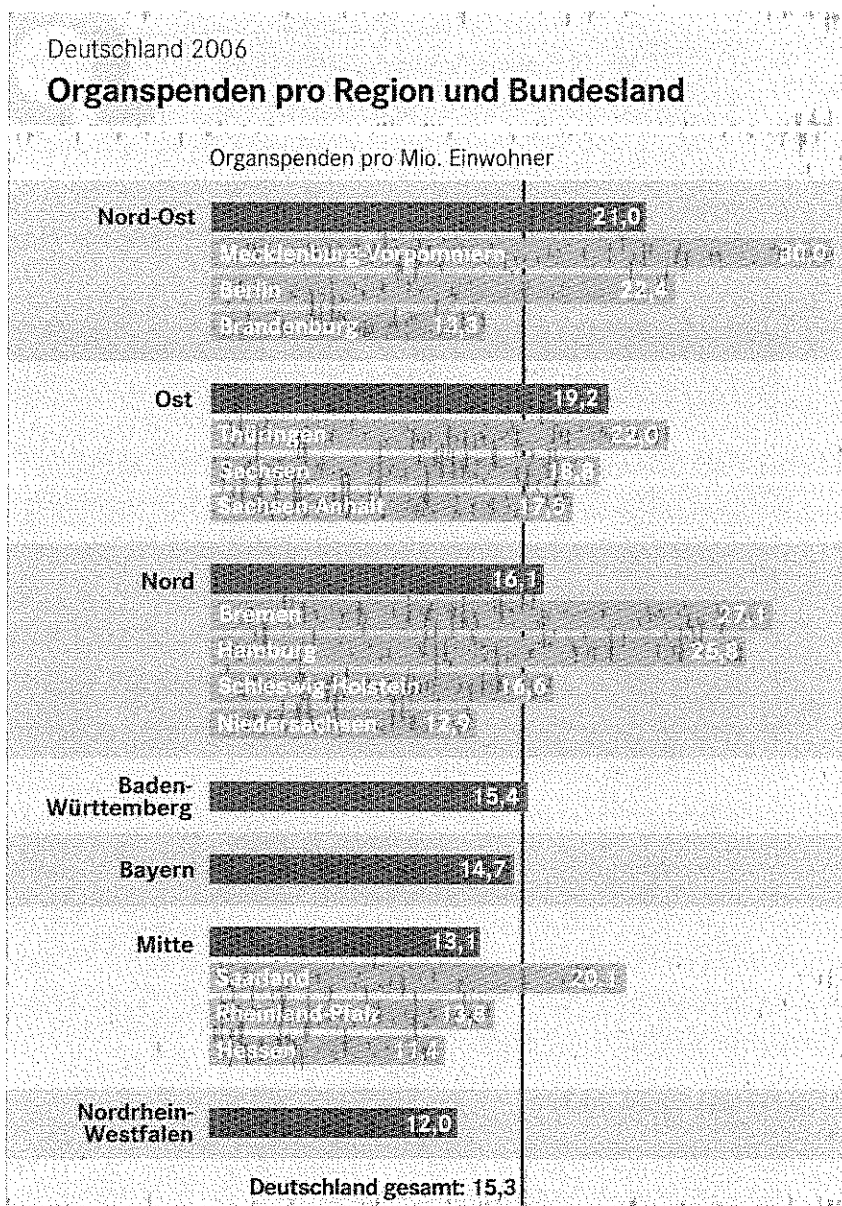 Deutschland 2006
Organspenden pro Region und Bundesland
Organspenden pro Mio. Einwohner
Nord-Ost 21,0
Mecklenburg-Vorpommern 30,0
Berlin 22,4
Brandenburg 13,3
Ost 19,2
Thüringen 22,0
Sachsen 18,8
Sachsen-Anhalt 17,5
Nord 16,1
Bremen 27,1
Hamburg 25,8
Schleswig-Holstein 16,6
Niedersachsen 12,9
Baden-
Württemberg 15,4
Bayern 14,7
Mitte 13,1
Saarland 20,1
Rheinland-Pfalz 13,8
Hessen 11,4
Nordrhein-
Westfalen 12,0
Deutschland gesamt: 15,3